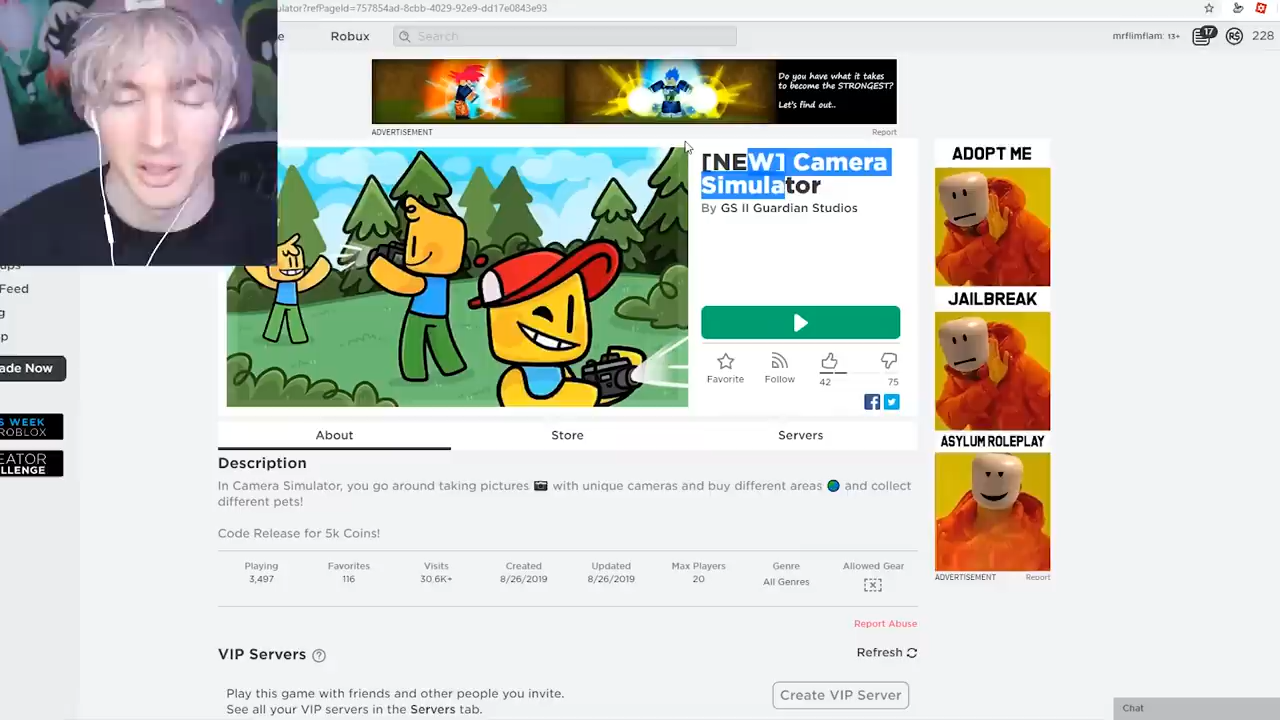 ulator?refPageId=757854ad-8cbb-4029-92e9-dd17e0843e93
e
Robux
Search
mrflimflam: 13+
17
228
Do you have what it takes
to become the STRONGEST?
Let's find out..
ADVERTISEMENT
Report
[NEW] Camera
Simulator
By GS II Guardian Studios
Favorite
Follow
42
75
ups
Feed
g
p
ade Now
S WEEK
ROBLOX
EATOR
LLENGE
About
Store
Servers
Description
In Camera Simulator, you go around taking pictures 📷 with unique cameras and buy different areas 🌍 and collect
different pets!
Code Release for 5k Coins!
Playing
3,497
Favorites
116
Visits
30.6K+
Created
8/26/2019
Updated
8/26/2019
Max Players
20
Genre
All Genres
Allowed Gear
Report Abuse
VIP Servers
Refresh
Play this game with friends and other people you invite.
See all your VIP servers in the Servers tab.
Create VIP Server
ADOPT ME
JAILBREAK
ASYLUM ROLEPLAY
ADVERTISEMENT
Report
Chat